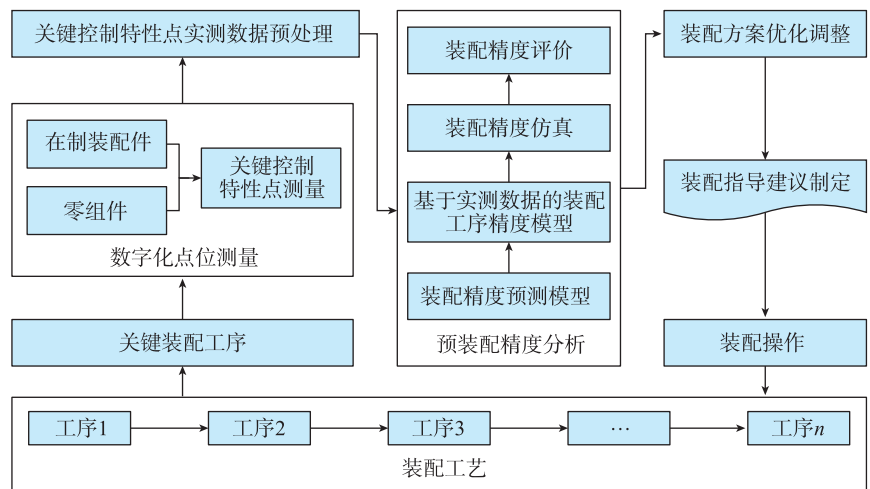 关键控制特性点实测数据预处理
在制装配件
零组件
关键控制
特性点测量
数字化点位测量
关键装配工序
装配精度评价
装配精度仿真
基于实测数据的装配
工序精度模型
装配精度预测模型
预装配精度分析
装配方案优化调整
装配指导建议制定
装配操作
工序1
工序2
工序3
…
工序n
装配工艺